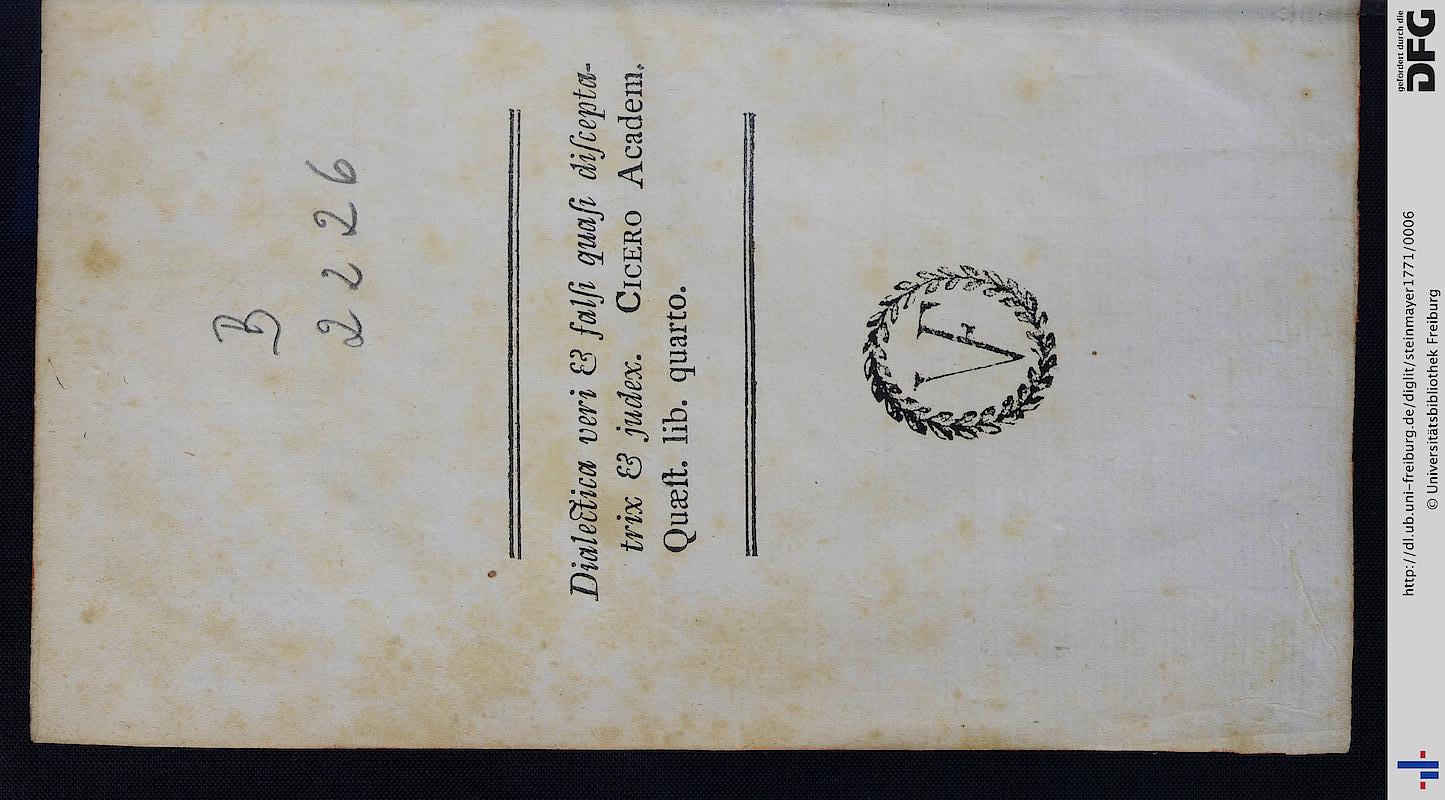 B
2226
Dialectica veri & falſi quaſi diſcepta-
trix & judex. CICERO Academ.
Quæſt. lib. quarto.
VF
http://dl.ub.uni-freiburg.de/diglit/steinmayer1771/0006
© Universitätsbibliothek Freiburg
gefördert durch die
DFG